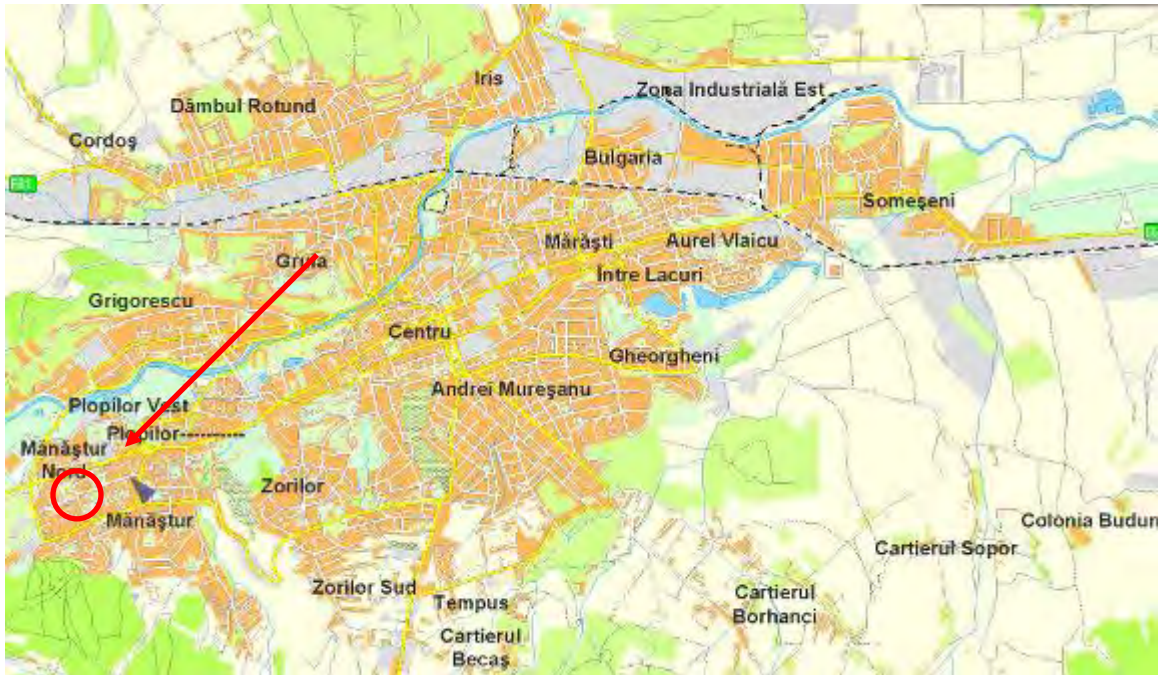 Iris
Zona Industrială Est
Dâmbul Rotund
Cordoş
Bulgaria
Someşeni
Mărăşti
Aurel Vlaicu
Gruia
Între Lacuri
Grigorescu
Centru
Gheorgheni
Andrei Mureşanu
Plopilor Vest
Plopilor----------
Mănăştur
Nord
Zorilor
Mănăştur
Colonia Budun
Cartierul Sopor
Zorilor Sud
Tempus
Cartierul
Borhanci
Cartierul
Becaş